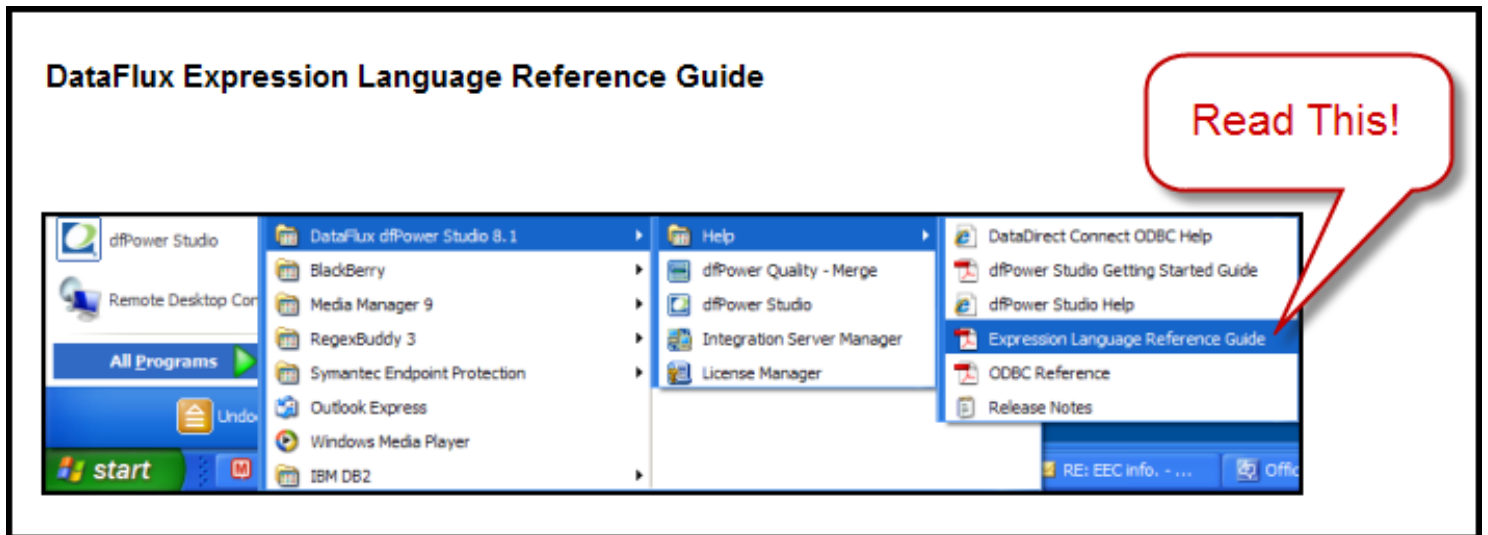 DataFlux Expression Language Reference Guide
Read This!
dfPower Studio
Remote Desktop Con
All Programs
Undo
start
DataFlux dfPower Studio 8.1
BlackBerry
Media Manager 9
RegexBuddy 3
Symantec Endpoint Protection
Outlook Express
Windows Media Player
IBM DB2
Help
dfPower Quality - Merge
dfPower Studio
Integration Server Manager
License Manager
DataDirect Connect ODBC Help
dfPower Studio Getting Started Guide
dfPower Studio Help
Expression Language Reference Guide
ODBC Reference
Release Notes
RE: EEC info. - ...
Offic